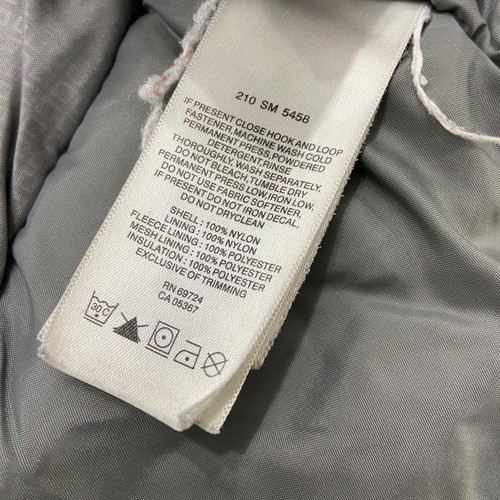 210 SM 5458
IF PRESENT CLOSE HOOK AND LOOP
FASTENER, MACHINE WASH COLD
PERMANENT PRESS, POWDERED
DETERGENT, RINSE
THOROUGHLY. WASH SEPARATELY.
DO NOT BLEACH. TUMBLE DRY
PERMANENT PRESS LOW, IRON LOW,
DO NOT USE FABRIC SOFTENER,
IF PRESENT DO NOT IRON DECAL,
DO NOT DRYCLEAN
SHELL : 100% NYLON
LINING : 100% NYLON
FLEECE LINING : 100% POLYESTER
MESH LINING : 100% POLYESTER
INSULATION : 100% POLYESTER
EXCLUSIVE OF TRIMMING
RN 69724
CA 05367
30 C